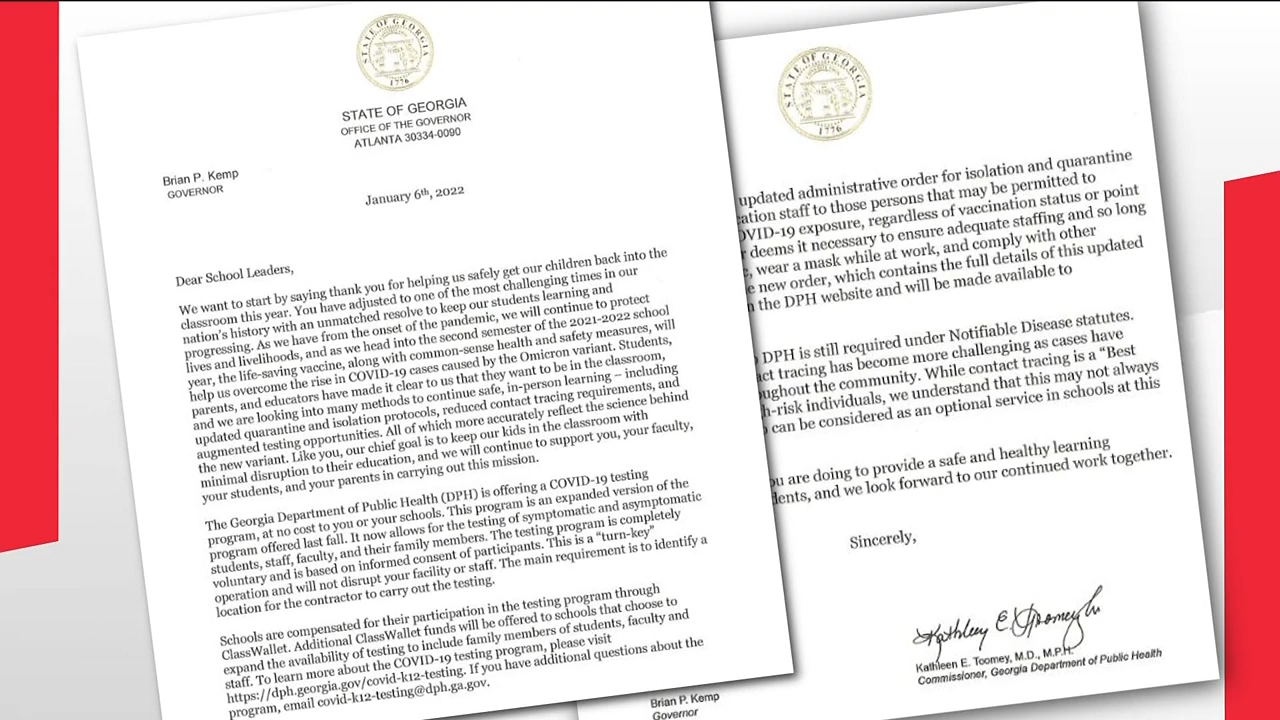 STATE OF GEORGIA
1776
STATE OF GEORGIA
OFFICE OF THE GOVERNOR
ATLANTA 30334-0090
Brian P. Kemp
GOVERNOR
January 6th, 2022
Dear School Leaders,
We want to start by saying thank you for helping us safely get our children back into the
classroom this year. You have adjusted to one of the most challenging times in our
nation's history with an unmatched resolve to keep our students learning and
progressing. As we have from the onset of the pandemic, we will continue to protect
lives and livelihoods, and as we head into the second semester of the 2021-2022 school
year, the life-saving vaccine, along with common-sense health and safety measures, will
help us overcome the rise in COVID-19 cases caused by the Omicron variant. Students,
parents, and educators have made it clear to us that they want to be in the classroom,
and we are looking into many methods to continue safe, in-person learning – including
updated quarantine and isolation protocols, reduced contact tracing requirements, and
augmented testing opportunities. All of which more accurately reflect the science behind
the new variant. Like you, our chief goal is to keep our kids in the classroom with
minimal disruption to their education, and we will continue to support you, your faculty,
your students, and your parents in carrying out this mission.
The Georgia Department of Public Health (DPH) is offering a COVID-19 testing
program, at no cost to you or your schools. This program is an expanded version of the
program offered last fall. It now allows for the testing of symptomatic and asymptomatic
students, staff, faculty, and their family members. The testing program is completely
voluntary and is based on informed consent of participants. This is a "turn-key"
operation and will not disrupt your facility or staff. The main requirement is to identify a
location for the contractor to carry out the testing.
Schools are compensated for their participation in the testing program through
ClassWallet. Additional ClassWallet funds will be offered to schools that choose to
expand the availability of testing to include family members of students, faculty and
staff. To learn more about the COVID-19 testing program, please visit
https://dph.georgia.gov/covid-k12-testing. If you have additional questions about the
program, email covid-k12-testing@dph.ga.gov.
STATE OF GEORGIA
1776
updated administrative order for isolation and quarantine
ation staff to those persons that may be permitted to
OVID-19 exposure, regardless of vaccination status or point
r deems it necessary to ensure adequate staffing and so long
, wear a mask while at work, and comply with other
e new order, which contains the full details of this updated
n the DPH website and will be made available to
DPH is still required under Notifiable Disease statutes.
act tracing has become more challenging as cases have
oughout the community. While contact tracing is a "Best
h-risk individuals, we understand that this may not always
can be considered as an optional service in schools at this
ou are doing to provide a safe and healthy learning
dents, and we look forward to our continued work together.
Sincerely,
Kathleen E. Toomey
Kathleen E. Toomey, M.D., M.P.H.
Commissioner, Georgia Department of Public Health
Brian P. Kemp
Governor